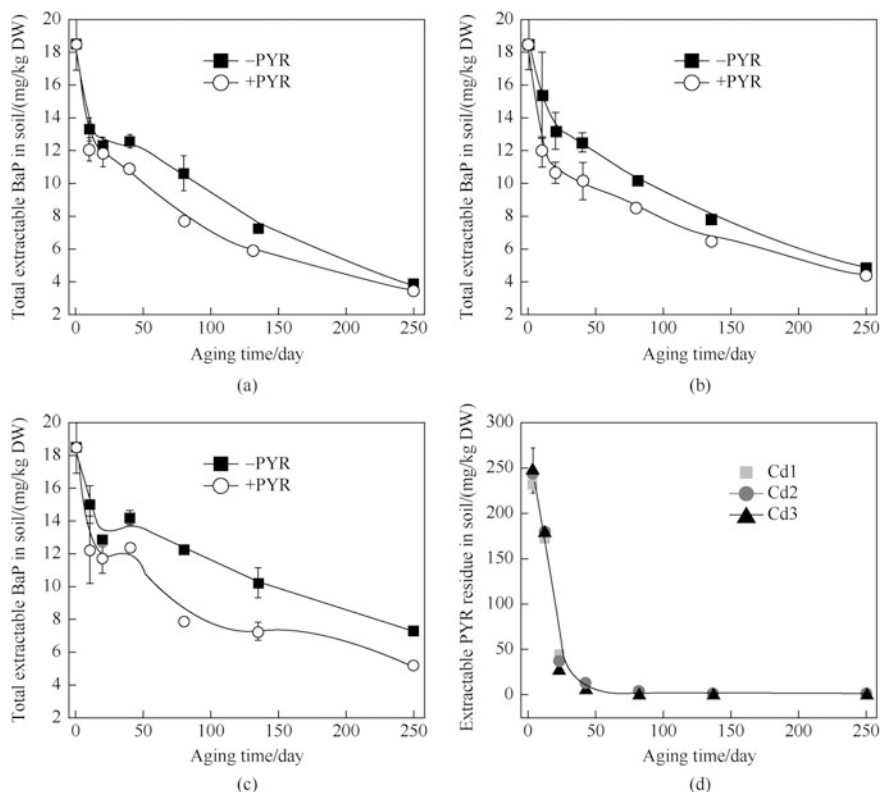 20
18
16
14
12
10
8
6
4
2
0
50
100
150
200
250
Total extractable BaP in soil/(mg/kg DW)
Aging time/day
–PYR
+PYR
(a)
20
18
16
14
12
10
8
6
4
2
0
50
100
150
200
250
Total extractable BaP in soil/(mg/kg DW)
Aging time/day
–PYR
+PYR
(b)
20
18
16
14
12
10
8
6
4
2
0
50
100
150
200
250
Total extractable BaP in soil/(mg/kg DW)
Aging time/day
–PYR
+PYR
(c)
300
250
200
150
100
50
0
0
50
100
150
200
250
Extractable PYR residue in soil/(mg/kg DW)
Aging time/day
Cd1
Cd2
Cd3
(d)